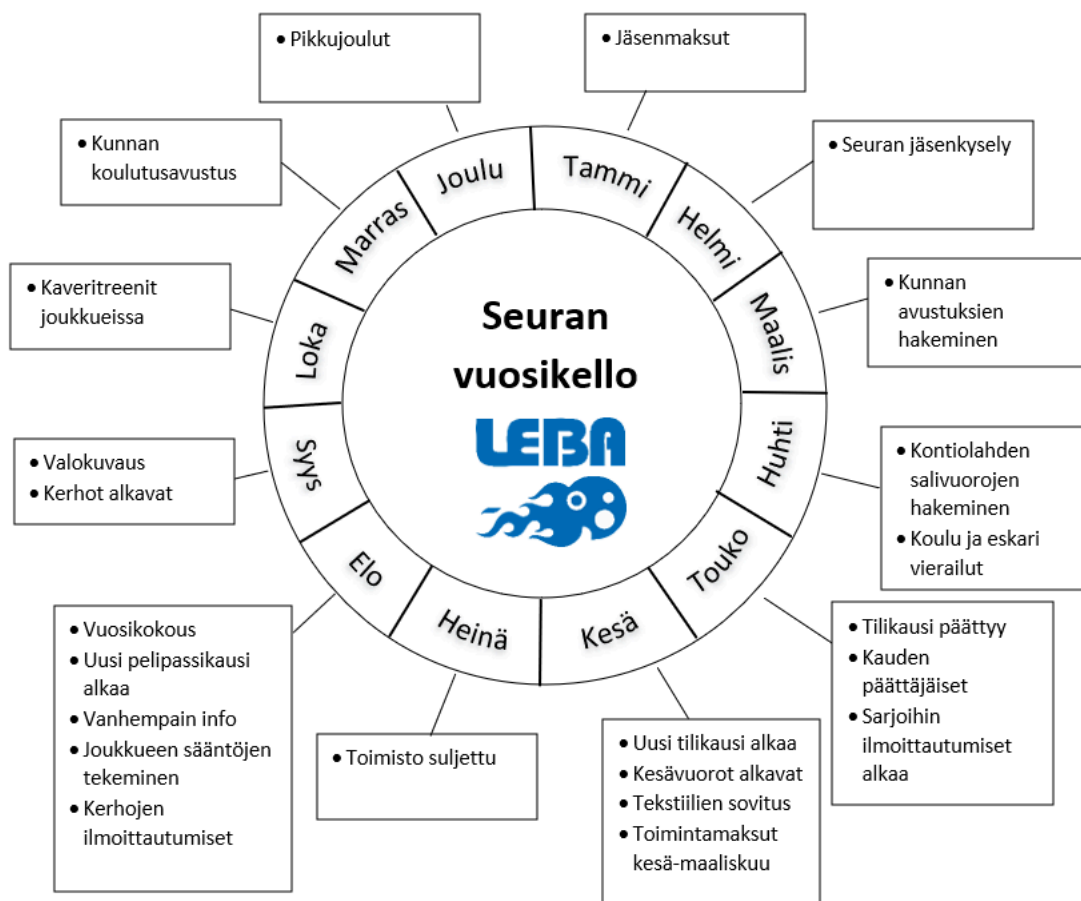 • Pikkujoulut
• Jäsenmaksut
• Kunnan
koulutusavustus
• Seuran jäsenkysely
Joulu
Tammi
Marras
Helmi
• Kaveritreenit
joukkueissa
• Kunnan
avustuksien
hakeminen
Loka
Maalis
Seuran
vuosikello
LEBA
• Valokuvaus
• Kerhot alkavat
Syys
Huhti
• Kontiolahden
salivuorojen
hakeminen
• Koulu ja eskari
vierailut
Elo
Touko
Heinä
Kesä
• Vuosikokous
• Uusi pelipassikausi
alkaa
• Vanhempain info
• Joukkueen sääntöjen
tekeminen
• Kerhojen
ilmoittautumiset
• Toimisto suljettu
• Uusi tilikausi alkaa
• Kesävuorot alkavat
• Tekstiilien sovitus
• Toimintamaksut
kesä-maaliskuu
• Tilikausi päättyy
• Kauden
päättäjäiset
• Sarjoihin
ilmoittautumiset
alkaa